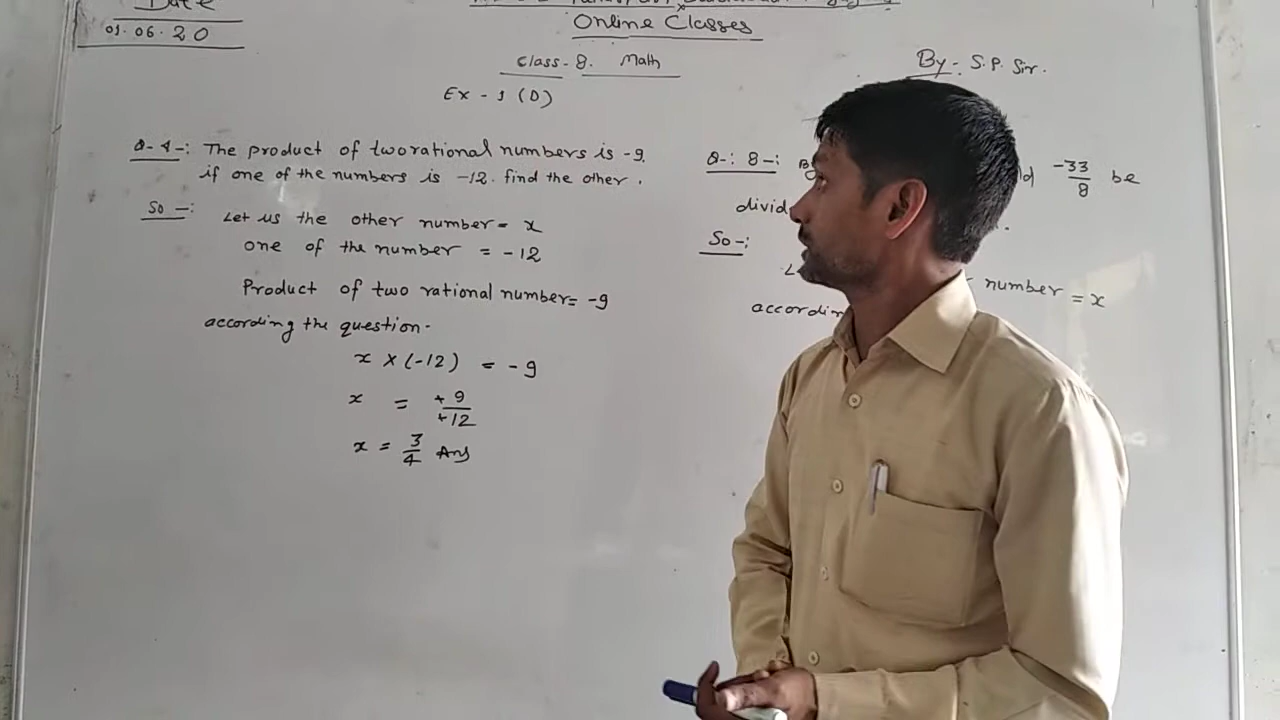 Date
01.06.20
Online Classes
Class-8. Math
By- S.P. Sir.
Ex - 1 (D)
Q-4-: The product of two rational numbers is -9.
if one of the numbers is -12. find the other.
So-:
Let us the other number = x
one of the number = -12
Product of two rational number= -9
according the question.
x X (-12) = -9
x = +9/+12
x = 3/4 Ans
Q-: 8-: -33/8 be
divid
So-:
number = x
accordin